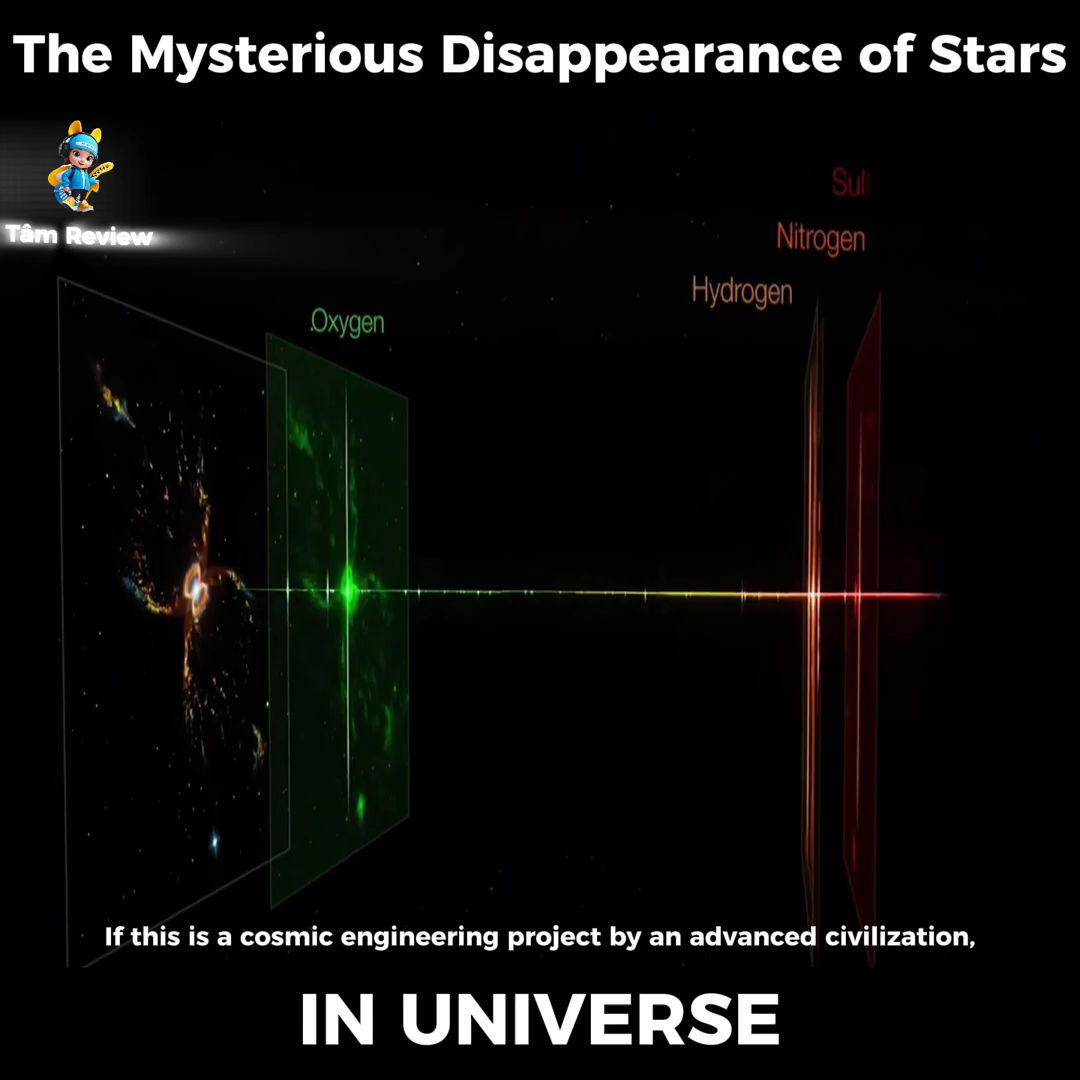 The Mysterious Disappearance of Stars
Tâm Review
Sul
Nitrogen
Hydrogen
Oxygen
If this is a cosmic engineering project by an advanced civilization,
IN UNIVERSE